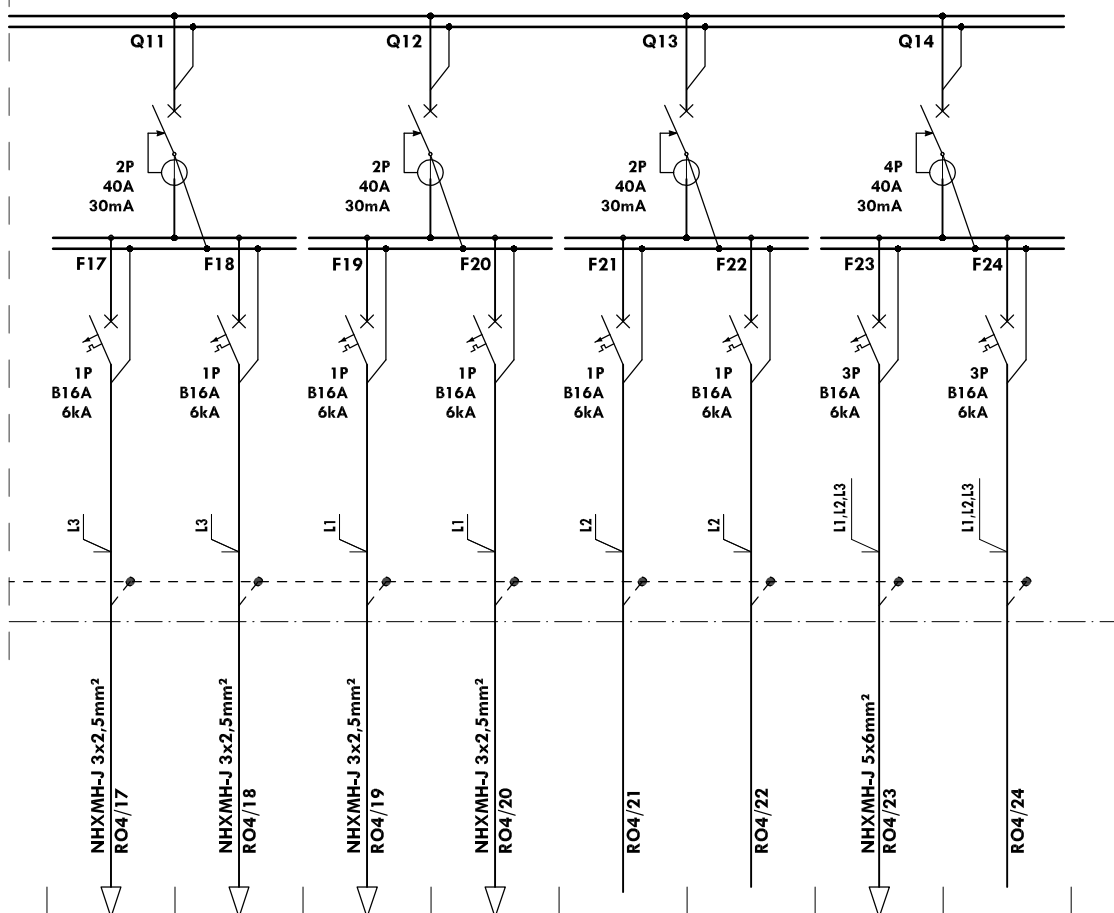 Q11
Q12
Q13
Q14
2P
40A
30mA
2P
40A
30mA
2P
40A
30mA
4P
40A
30mA
F17
F18
F19
F20
F21
F22
F23
F24
1P
B16A
6kA
1P
B16A
6kA
1P
B16A
6kA
1P
B16A
6kA
1P
B16A
6kA
1P
B16A
6kA
3P
B16A
6kA
3P
B16A
6kA
L3
L3
L1
L1
L2
L2
L1,L2,L3
L1,L2,L3
NHXMH-J 3x2,5mm²
RO4/17
NHXMH-J 3x2,5mm²
RO4/18
NHXMH-J 3x2,5mm²
RO4/19
NHXMH-J 3x2,5mm²
RO4/20
RO4/21
RO4/22
NHXMH-J 5x6mm²
RO4/23
RO4/24